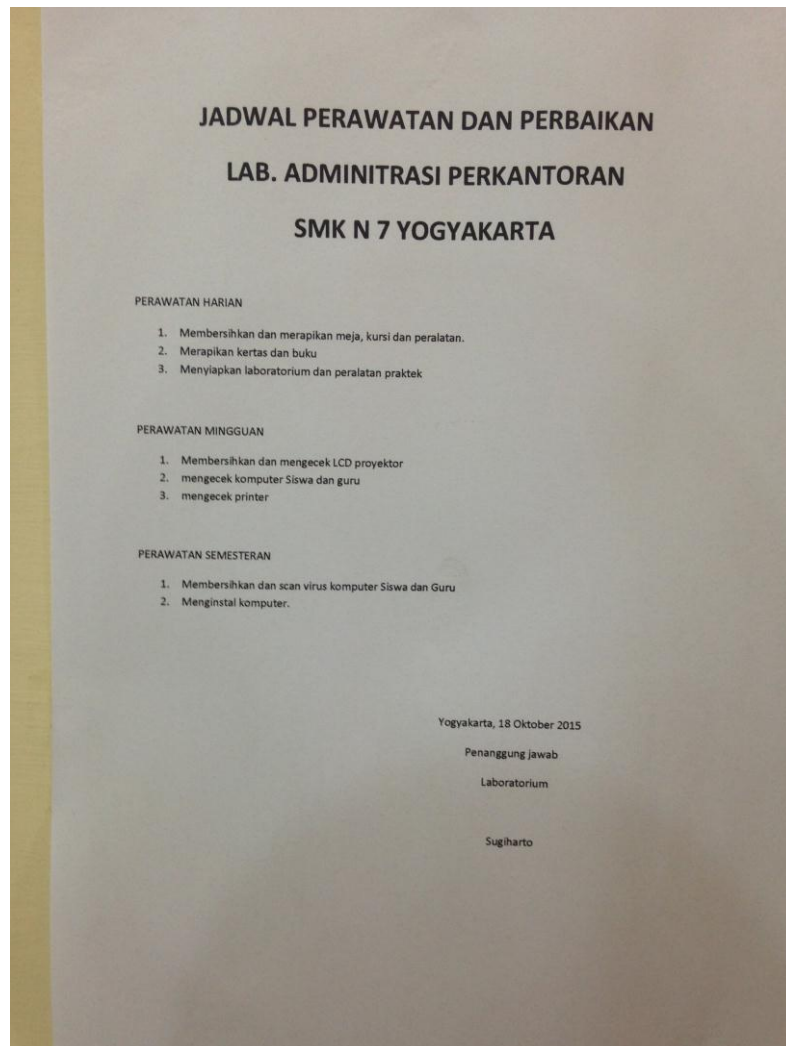 JADWAL PERAWATAN DAN PERBAIKAN
LAB. ADMINITRASI PERKANTORAN
SMK N 7 YOGYAKARTA
PERAWATAN HARIAN
1. Membersihkan dan merapikan meja, kursi dan peralatan.
2. Merapikan kertas dan buku
3. Menyiapkan laboratorium dan peralatan praktek
PERAWATAN MINGGUAN
1. Membersihkan dan mengecek LCD proyektor
2. mengecek komputer Siswa dan guru
3. mengecek printer
PERAWATAN SEMESTERAN
1. Membersihkan dan scan virus komputer Siswa dan Guru
2. Menginstal komputer.
Yogyakarta, 18 Oktober 2015
Penanggung jawab
Laboratorium
Sugiharto